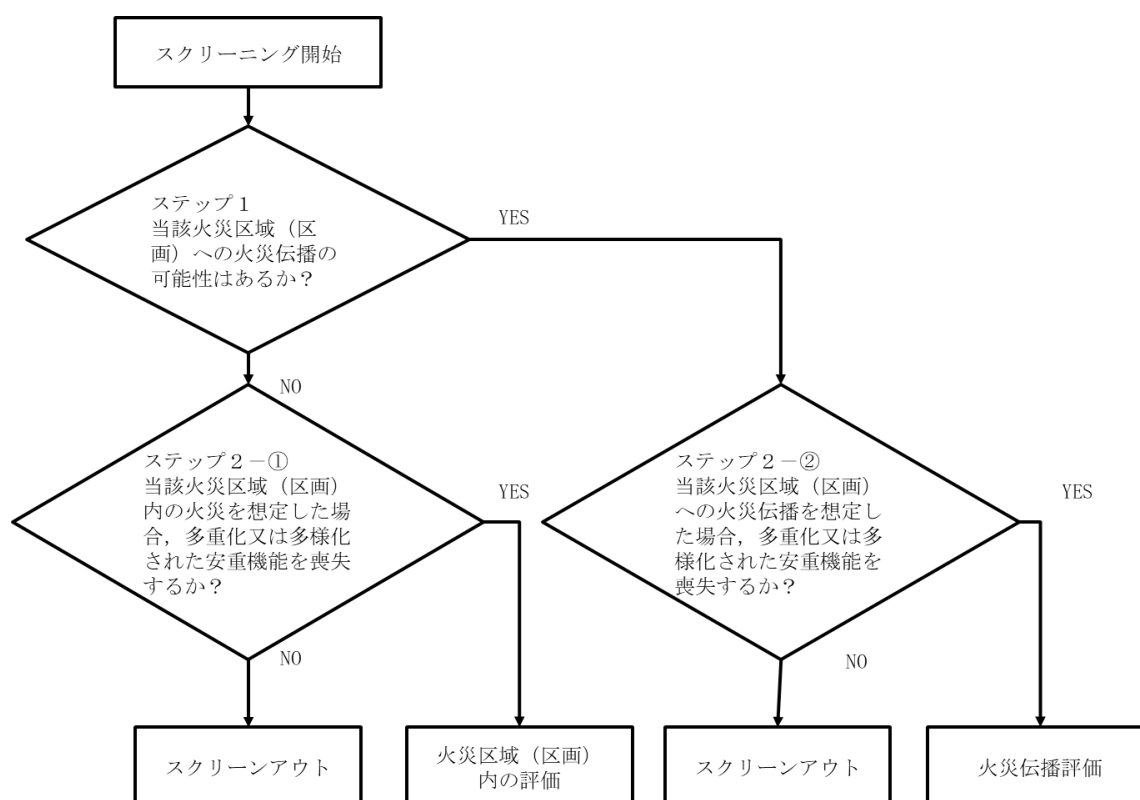 スクリーニング開始
ステップ１
当該火災区域（区
画）への火災伝播の
可能性はあるか？
YES
NO
ステップ２－①
当該火災区域（区画）
内の火災を想定した場
合，多重化又は多様化
された安重機能を喪失
するか？
YES
NO
ステップ２－②
当該火災区域（区画）
への火災伝播を想定し
た場合，多重化又は多
様化された安重機能を
喪失するか？
YES
NO
スクリーンアウト
火災区域（区画）
内の評価
スクリーンアウト
火災伝播評価